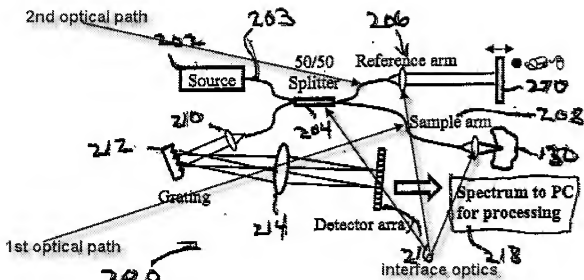 2nd optical path
203
206
202
50/50
Reference arm
Source
Splitter
270
210
204
Sample arm
208
212
180
Grating
Spectrum to PC
for processing
214
Detector array
1st optical path
216
218
200
interface optics